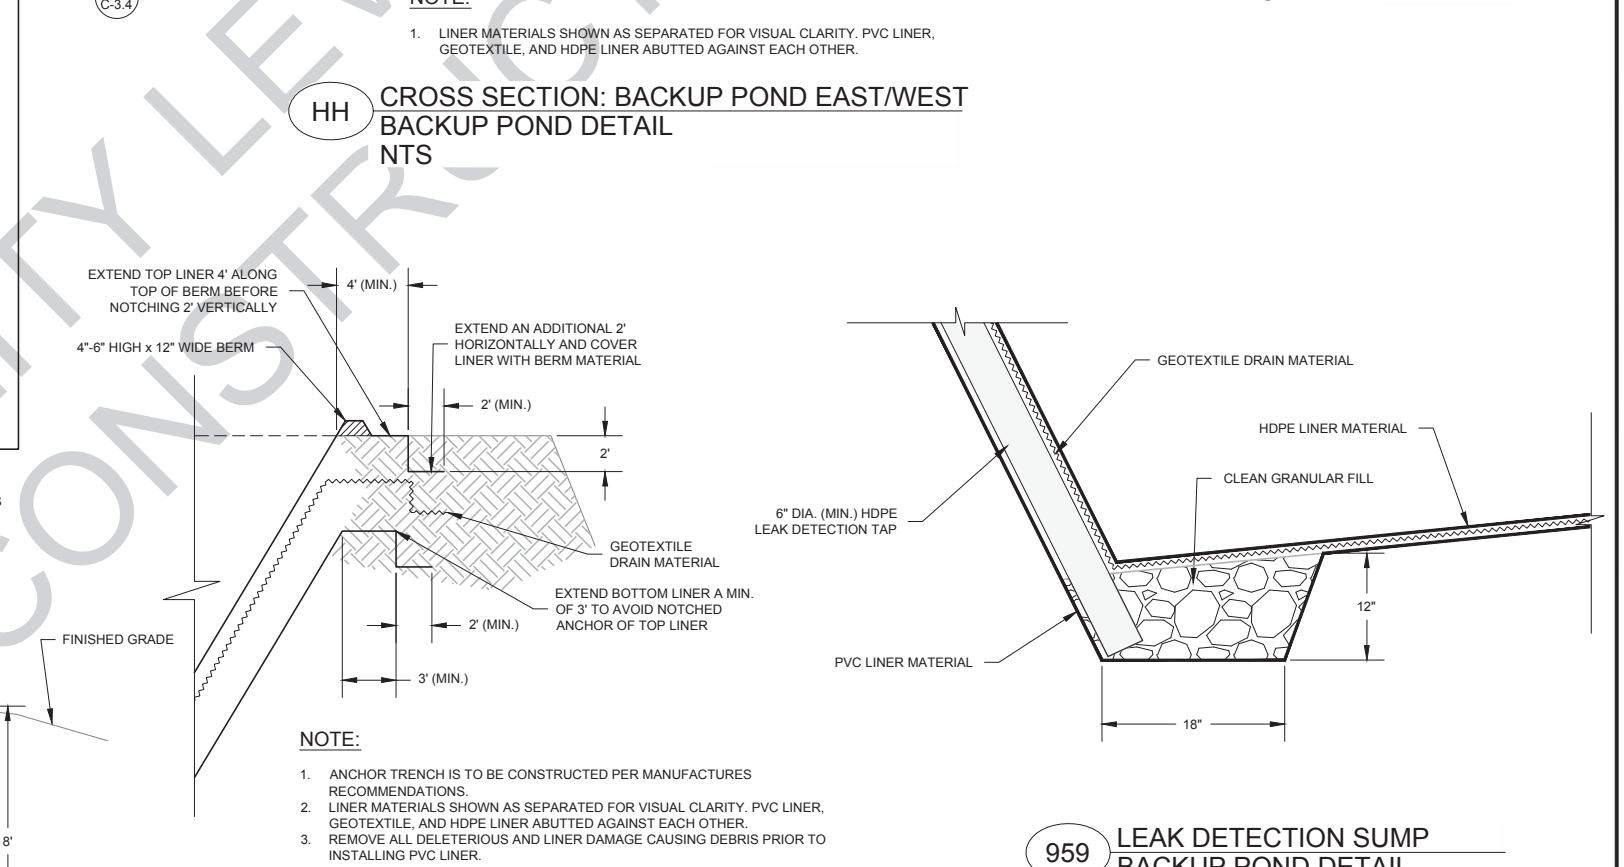 C-3.4
NOTE:
1. LINER MATERIALS SHOWN AS SEPARATED FOR VISUAL CLARITY. PVC LINER,
GEOTEXTILE, AND HDPE LINER ABUTTED AGAINST EACH OTHER.
HH
CROSS SECTION: BACKUP POND EAST/WEST
BACKUP POND DETAIL
NTS
EXTEND TOP LINER 4' ALONG
TOP OF BERM BEFORE
NOTCHING 2' VERTICALLY
4"-6" HIGH x 12" WIDE BERM
4' (MIN.)
EXTEND AN ADDITIONAL 2'
HORIZONTALLY AND COVER
LINER WITH BERM MATERIAL
2' (MIN.)
2'
GEOTEXTILE
DRAIN MATERIAL
EXTEND BOTTOM LINER A MIN.
OF 3' TO AVOID NOTCHED
ANCHOR OF TOP LINER
2' (MIN.)
3' (MIN.)
FINISHED GRADE
8'
NOTE:
1. ANCHOR TRENCH IS TO BE CONSTRUCTED PER MANUFACTURES
RECOMMENDATIONS.
2. LINER MATERIALS SHOWN AS SEPARATED FOR VISUAL CLARITY. PVC LINER,
GEOTEXTILE, AND HDPE LINER ABUTTED AGAINST EACH OTHER.
3. REMOVE ALL DELETERIOUS AND LINER DAMAGE CAUSING DEBRIS PRIOR TO
INSTALLING PVC LINER.
GEOTEXTILE DRAIN MATERIAL
HDPE LINER MATERIAL
CLEAN GRANULAR FILL
6" DIA. (MIN.) HDPE
LEAK DETECTION TAP
12"
PVC LINER MATERIAL
18"
959
LEAK DETECTION SUMP
BACKUP POND DETAIL